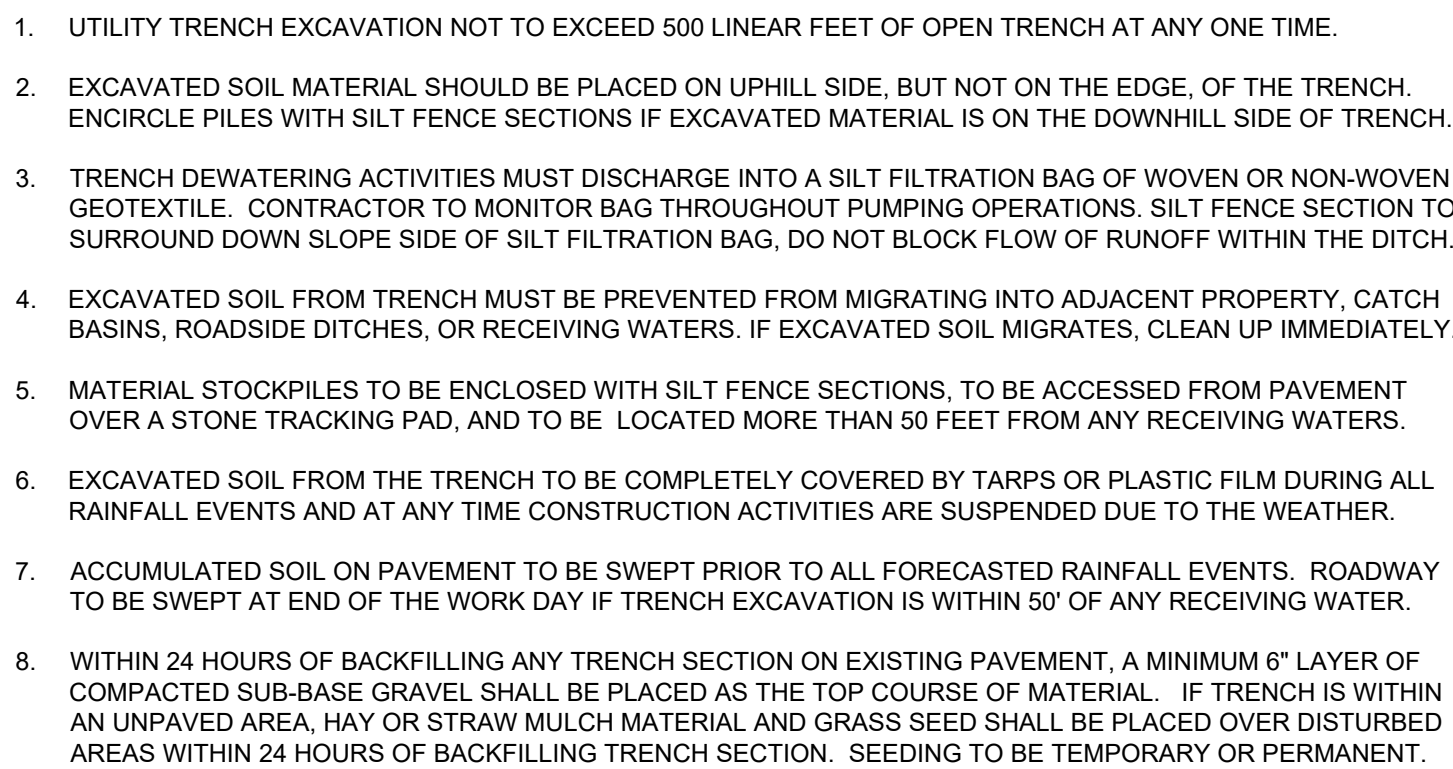 1. UTILITY TRENCH EXCAVATION NOT TO EXCEED 500 LINEAR FEET OF OPEN TRENCH AT ANY ONE TIME.
2. EXCAVATED SOIL MATERIAL SHOULD BE PLACED ON UPHILL SIDE, BUT NOT ON THE EDGE, OF THE TRENCH.
ENCIRCLE PILES WITH SILT FENCE SECTIONS IF EXCAVATED MATERIAL IS ON THE DOWNHILL SIDE OF TRENCH.
3. TRENCH DEWATERING ACTIVITIES MUST DISCHARGE INTO A SILT FILTRATION BAG OF WOVEN OR NON-WOVEN
GEOTEXTILE. CONTRACTOR TO MONITOR BAG THROUGHOUT PUMPING OPERATIONS. SILT FENCE SECTION TO
SURROUND DOWN SLOPE SIDE OF SILT FILTRATION BAG, DO NOT BLOCK FLOW OF RUNOFF WITHIN THE DITCH.
4. EXCAVATED SOIL FROM TRENCH MUST BE PREVENTED FROM MIGRATING INTO ADJACENT PROPERTY, CATCH
BASINS, ROADSIDE DITCHES, OR RECEIVING WATERS. IF EXCAVATED SOIL MIGRATES, CLEAN UP IMMEDIATELY.
5. MATERIAL STOCKPILES TO BE ENCLOSED WITH SILT FENCE SECTIONS, TO BE ACCESSED FROM PAVEMENT
OVER A STONE TRACKING PAD, AND TO BE LOCATED MORE THAN 50 FEET FROM ANY RECEIVING WATERS.
6. EXCAVATED SOIL FROM THE TRENCH TO BE COMPLETELY COVERED BY TARPS OR PLASTIC FILM DURING ALL
RAINFALL EVENTS AND AT ANY TIME CONSTRUCTION ACTIVITIES ARE SUSPENDED DUE TO THE WEATHER.
7. ACCUMULATED SOIL ON PAVEMENT TO BE SWEPT PRIOR TO ALL FORECASTED RAINFALL EVENTS. ROADWAY
TO BE SWEPT AT END OF THE WORK DAY IF TRENCH EXCAVATION IS WITHIN 50' OF ANY RECEIVING WATER.
8. WITHIN 24 HOURS OF BACKFILLING ANY TRENCH SECTION ON EXISTING PAVEMENT, A MINIMUM 6" LAYER OF
COMPACTED SUB-BASE GRAVEL SHALL BE PLACED AS THE TOP COURSE OF MATERIAL. IF TRENCH IS WITHIN
AN UNPAVED AREA, HAY OR STRAW MULCH MATERIAL AND GRASS SEED SHALL BE PLACED OVER DISTURBED
AREAS WITHIN 24 HOURS OF BACKFILLING TRENCH SECTION. SEEDING TO BE TEMPORARY OR PERMANENT.